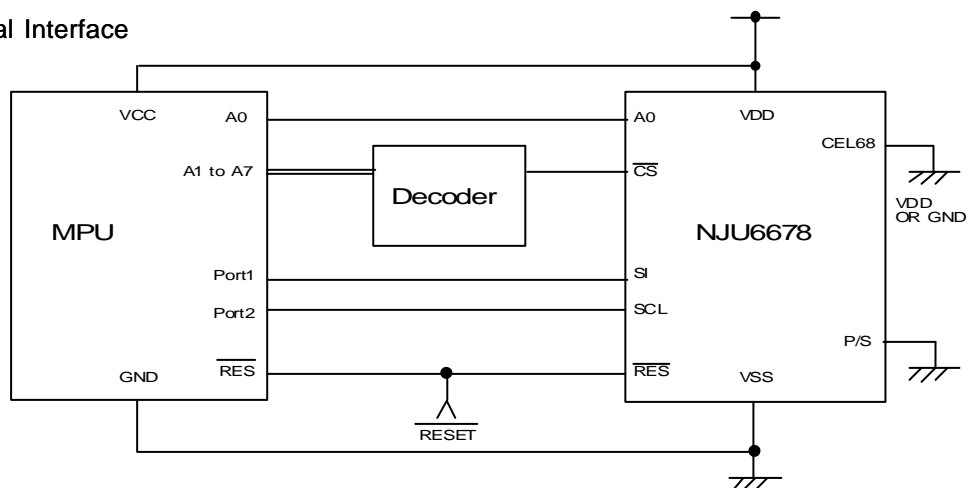 al Interface
VCC
A0
A1 to A7
MPU
Port1
Port2
RES
GND
Decoder
RESET
A0
VDD
CEL68
CS
VDD
OR GND
NJU6678
SI
SCL
P/S
RES
VSS